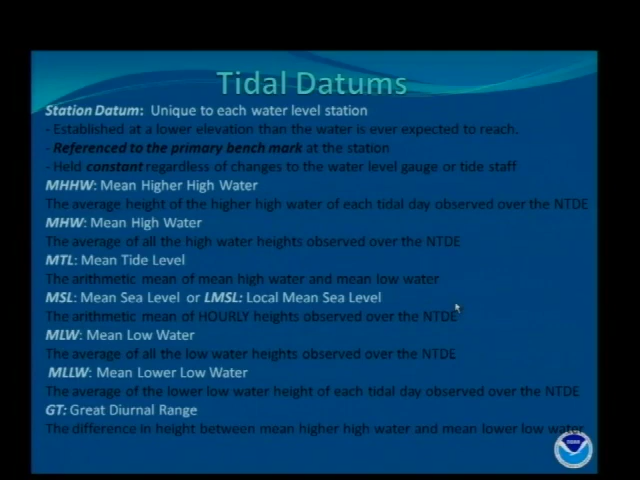 Tidal Datums
Station Datum: Unique to each water level station
- Established at a lower elevation than the water is ever expected to reach.
- Referenced to the primary bench mark at the station
- Held constant regardless of changes to the water level gauge or tide staff
MHHW: Mean Higher High Water
The average height of the higher high water of each tidal day observed over the NTDE
MHW: Mean High Water
The average of all the high water heights observed over the NTDE
MTL: Mean Tide Level
The arithmetic mean of mean high water and mean low water
MSL: Mean Sea Level or LMSL: Local Mean Sea Level
The arithmetic mean of HOURLY heights observed over the NTDE
MLW: Mean Low Water
The average of all the low water heights observed over the NTDE
MLLW: Mean Lower Low Water
The average of the lower low water height of each tidal day observed over the NTDE
GT: Great Diurnal Range
The difference in height between mean higher high water and mean lower low water